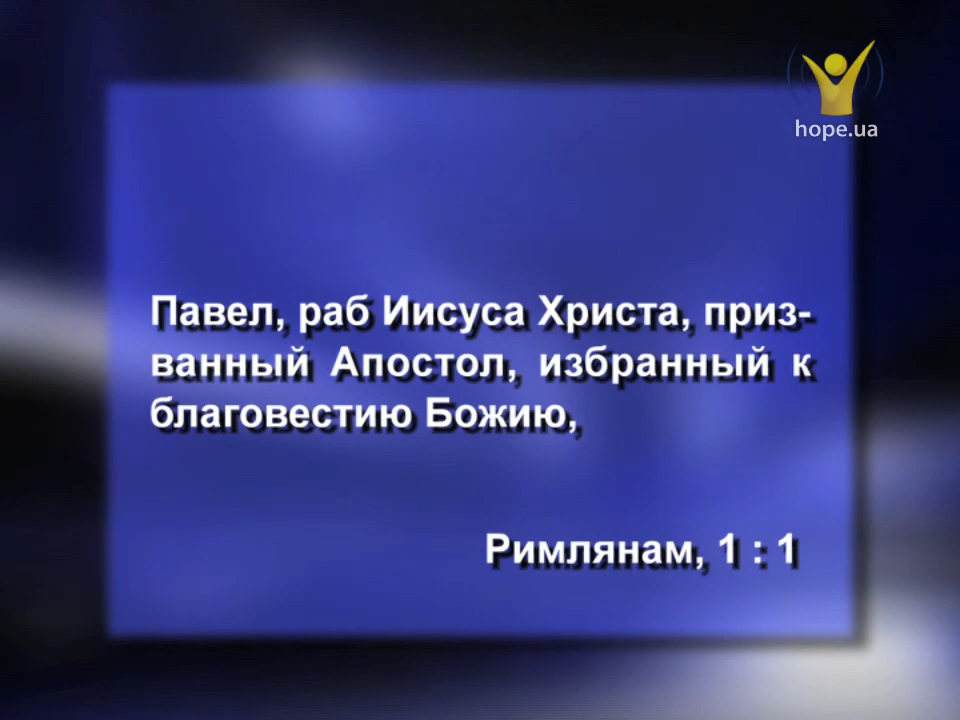 hope.ua
Павел, раб Иисуса Христа, приз-
ванный Апостол, избранный к
благовестию Божию,
Римлянам, 1 : 1